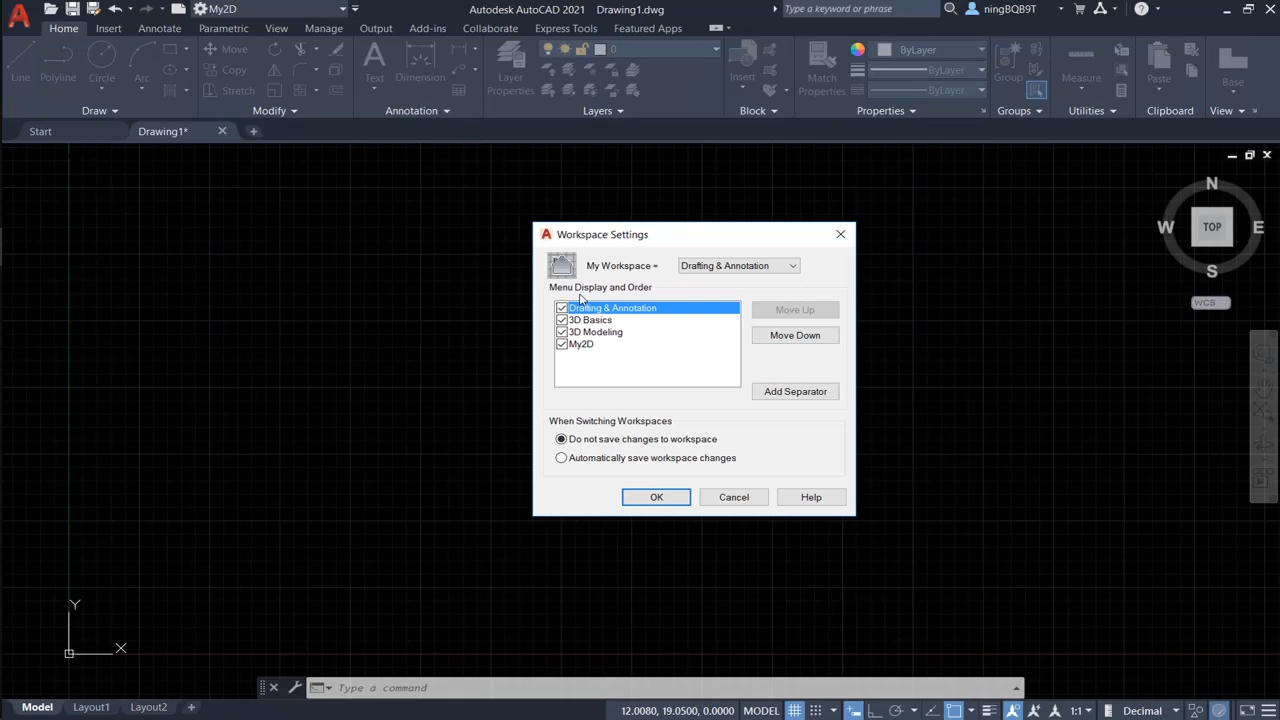 My2D
Autodesk AutoCAD 2021 Drawing1.dwg
Type a keyword or phrase
ningBQB9T
Home Insert Annotate Parametric View Manage Output Add-ins Collaborate Express Tools Featured Apps
Line
Polyline
Circle
Arc
Move
Copy
Stretch
Text
Dimension
Layer
Properties
0
Insert
Match
Properties
ByLayer
ByLayer
ByLayer
Group
Measure
Paste
Base
Draw Modify Annotation Layers Block Properties Groups Utilities Clipboard View
Start Drawing1*
N
W TOP E
S
WCS
Workspace Settings
My Workspace = Drafting & Annotation
Menu Display and Order
Drafting & Annotation
3D Basics
3D Modeling
My2D
Move Up
Move Down
Add Separator
When Switching Workspaces
Do not save changes to workspace
Automatically save workspace changes
OK Cancel Help
Y
X
Type a command
Model Layout1 Layout2
12.0080, 19.0500, 0.0000 MODEL 1:1 Decimal